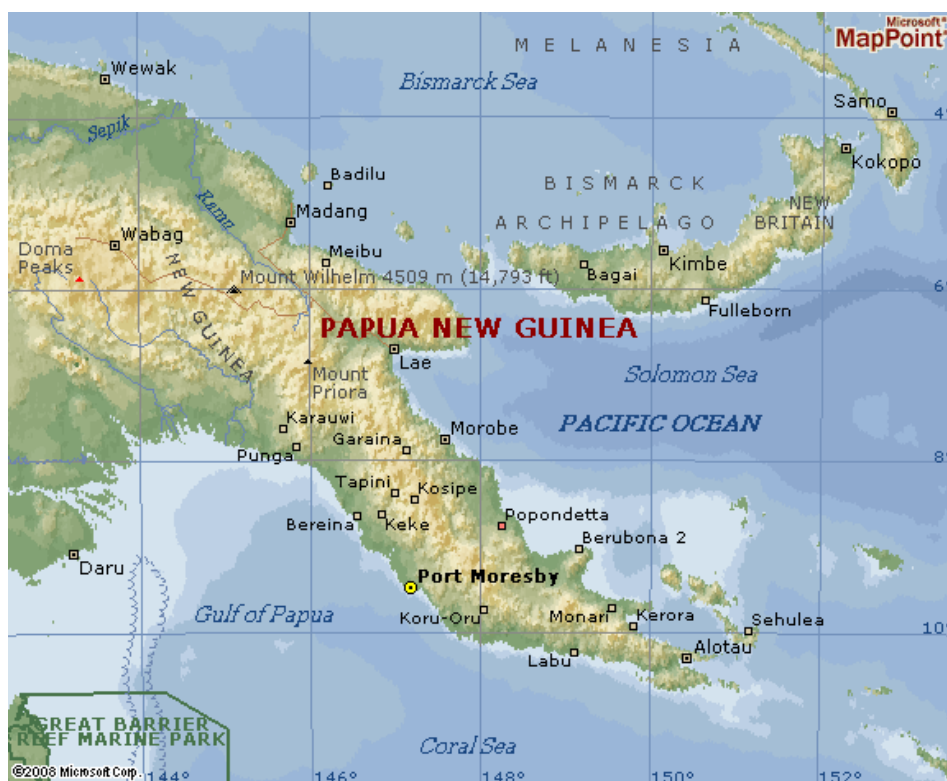 Microsoft®
MapPoint®
MELANESIA
Wewak
Bismarck Sea
Samo
4°
Sepik
Kokopo
Badilu
BISMARCK
ARCHIPELAGO
NEW
BRITAIN
Ramu
Madang
Wabag
Meibu
Doma
Peaks
Kimbe
Bagai
Mount Wilhelm 4509 m (14,793 ft)
6°
NEW GUINEA
Fulleborn
PAPUA NEW GUINEA
Lae
Mount
Priora
Solomon Sea
Karauwi
PACIFIC OCEAN
Garaina
Morobe
Punga
8°
Tapini
Kosipe
Bereina
Keke
Popondetta
Berubona 2
Daru
Port Moresby
Gulf of Papua
Koru-Oru
Monari
Kerora
Sehulea
10°
Labu
Alotau
GREAT BARRIER
REEF MARINE PARK
Coral Sea
©2008 Microsoft Corp.
144°
146°
148°
150°
152°